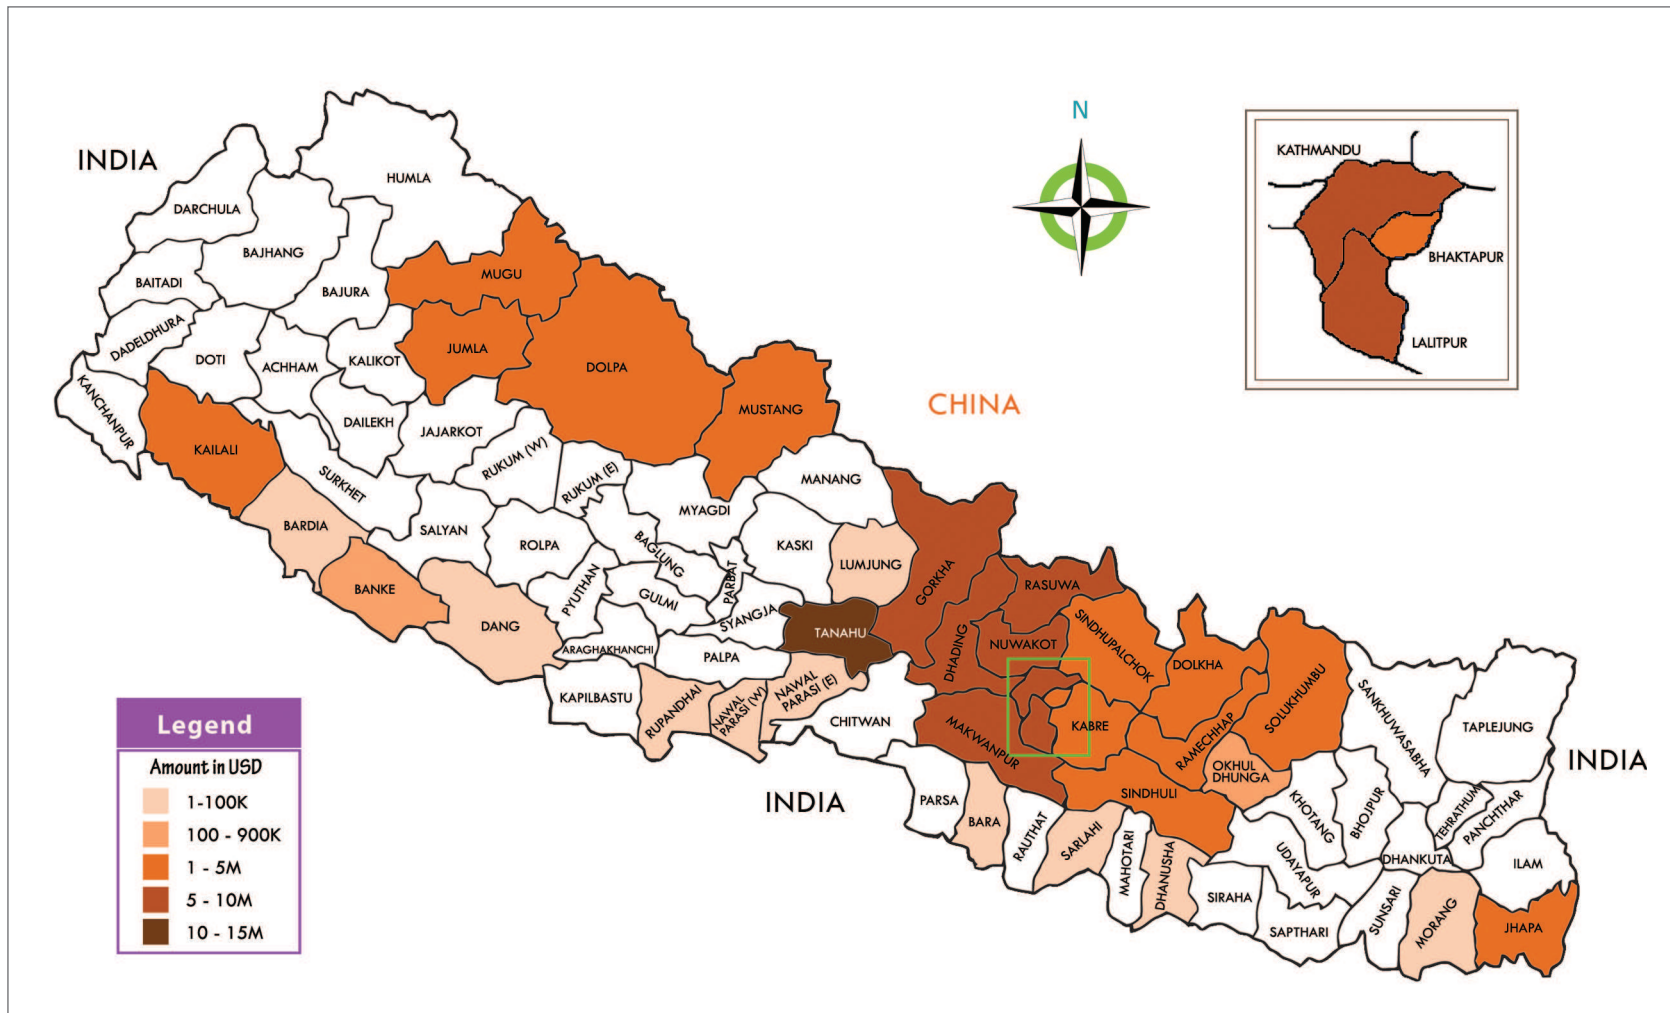 N
INDIA
HUMLA
DARCHULA
BAJHANG
BAITADI
BAJURA
MUGU
DADELDHURA
DOTI
ACHHAM
KALIKOT
JUMLA
DOLPA
KANCHANPUR
DAILEKH
JAJARKOT
MUSTANG
CHINA
KAILALI
SURKHET
RUKUM (W)
RUKUM (E)
MANANG
BARDIA
SALYAN
ROLPA
MYAGDI
KASKI
LUMJUNG
BAGLUNG
PARBAT
BANKE
DANG
PYUTHAN
GULMI
SYANGJA
TANAHU
GORKHA
RASUWA
ARAGHAKHANCHI
PALPA
DHADING
NUWAKOT
SINDHUPALCHOK
DOLKHA
KAPILBASTU
RUPANDHAI
NAWAL
PARASI (W)
NAWAL
PARASI (E)
CHITWAN
MAKWANPUR
KABRE
RAMECHHAP
SOLUKHUMBU
SANKHUWASABHA
TAPLEJUNG
INDIA
INDIA
OKHUL
DHUNGA
SINDHULI
PARSA
BARA
RAUTHAT
SARLAHI
MAHOTARI
DHANUSHA
KHOTANG
BHOJPUR
TEHRATHUM
PANCHTHAR
DHANKUTA
ILAM
UDAYAPUR
SIRAHA
SAPTHARI
SUNSARI
MORANG
JHAPA
KATHMANDU
BHAKTAPUR
LALITPUR
Legend
Amount in USD
1-100K
100 - 900K
1 - 5M
5 - 10M
10 - 15M